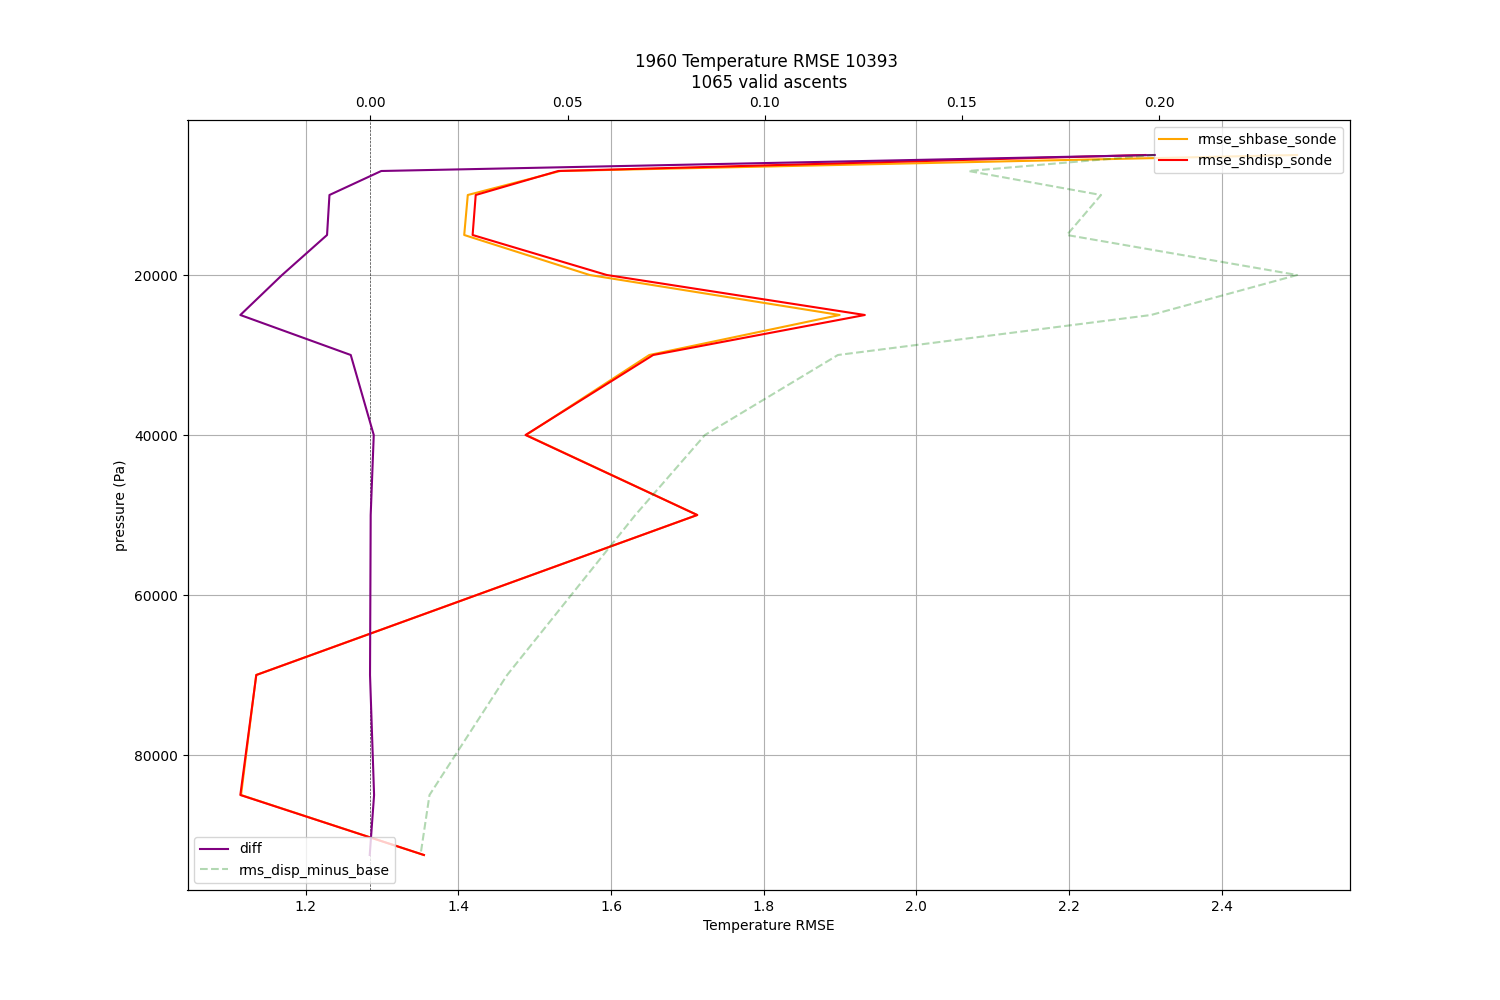 1960 Temperature RMSE 10393
1065 valid ascents
0.00 0.05 0.10 0.15 0.20
rmse_shbase_sonde
rmse_shdisp_sonde
20000
40000
60000
80000
pressure (Pa)
diff
rms_disp_minus_base
1.2 1.4 1.6 1.8 2.0 2.2 2.4
Temperature RMSE